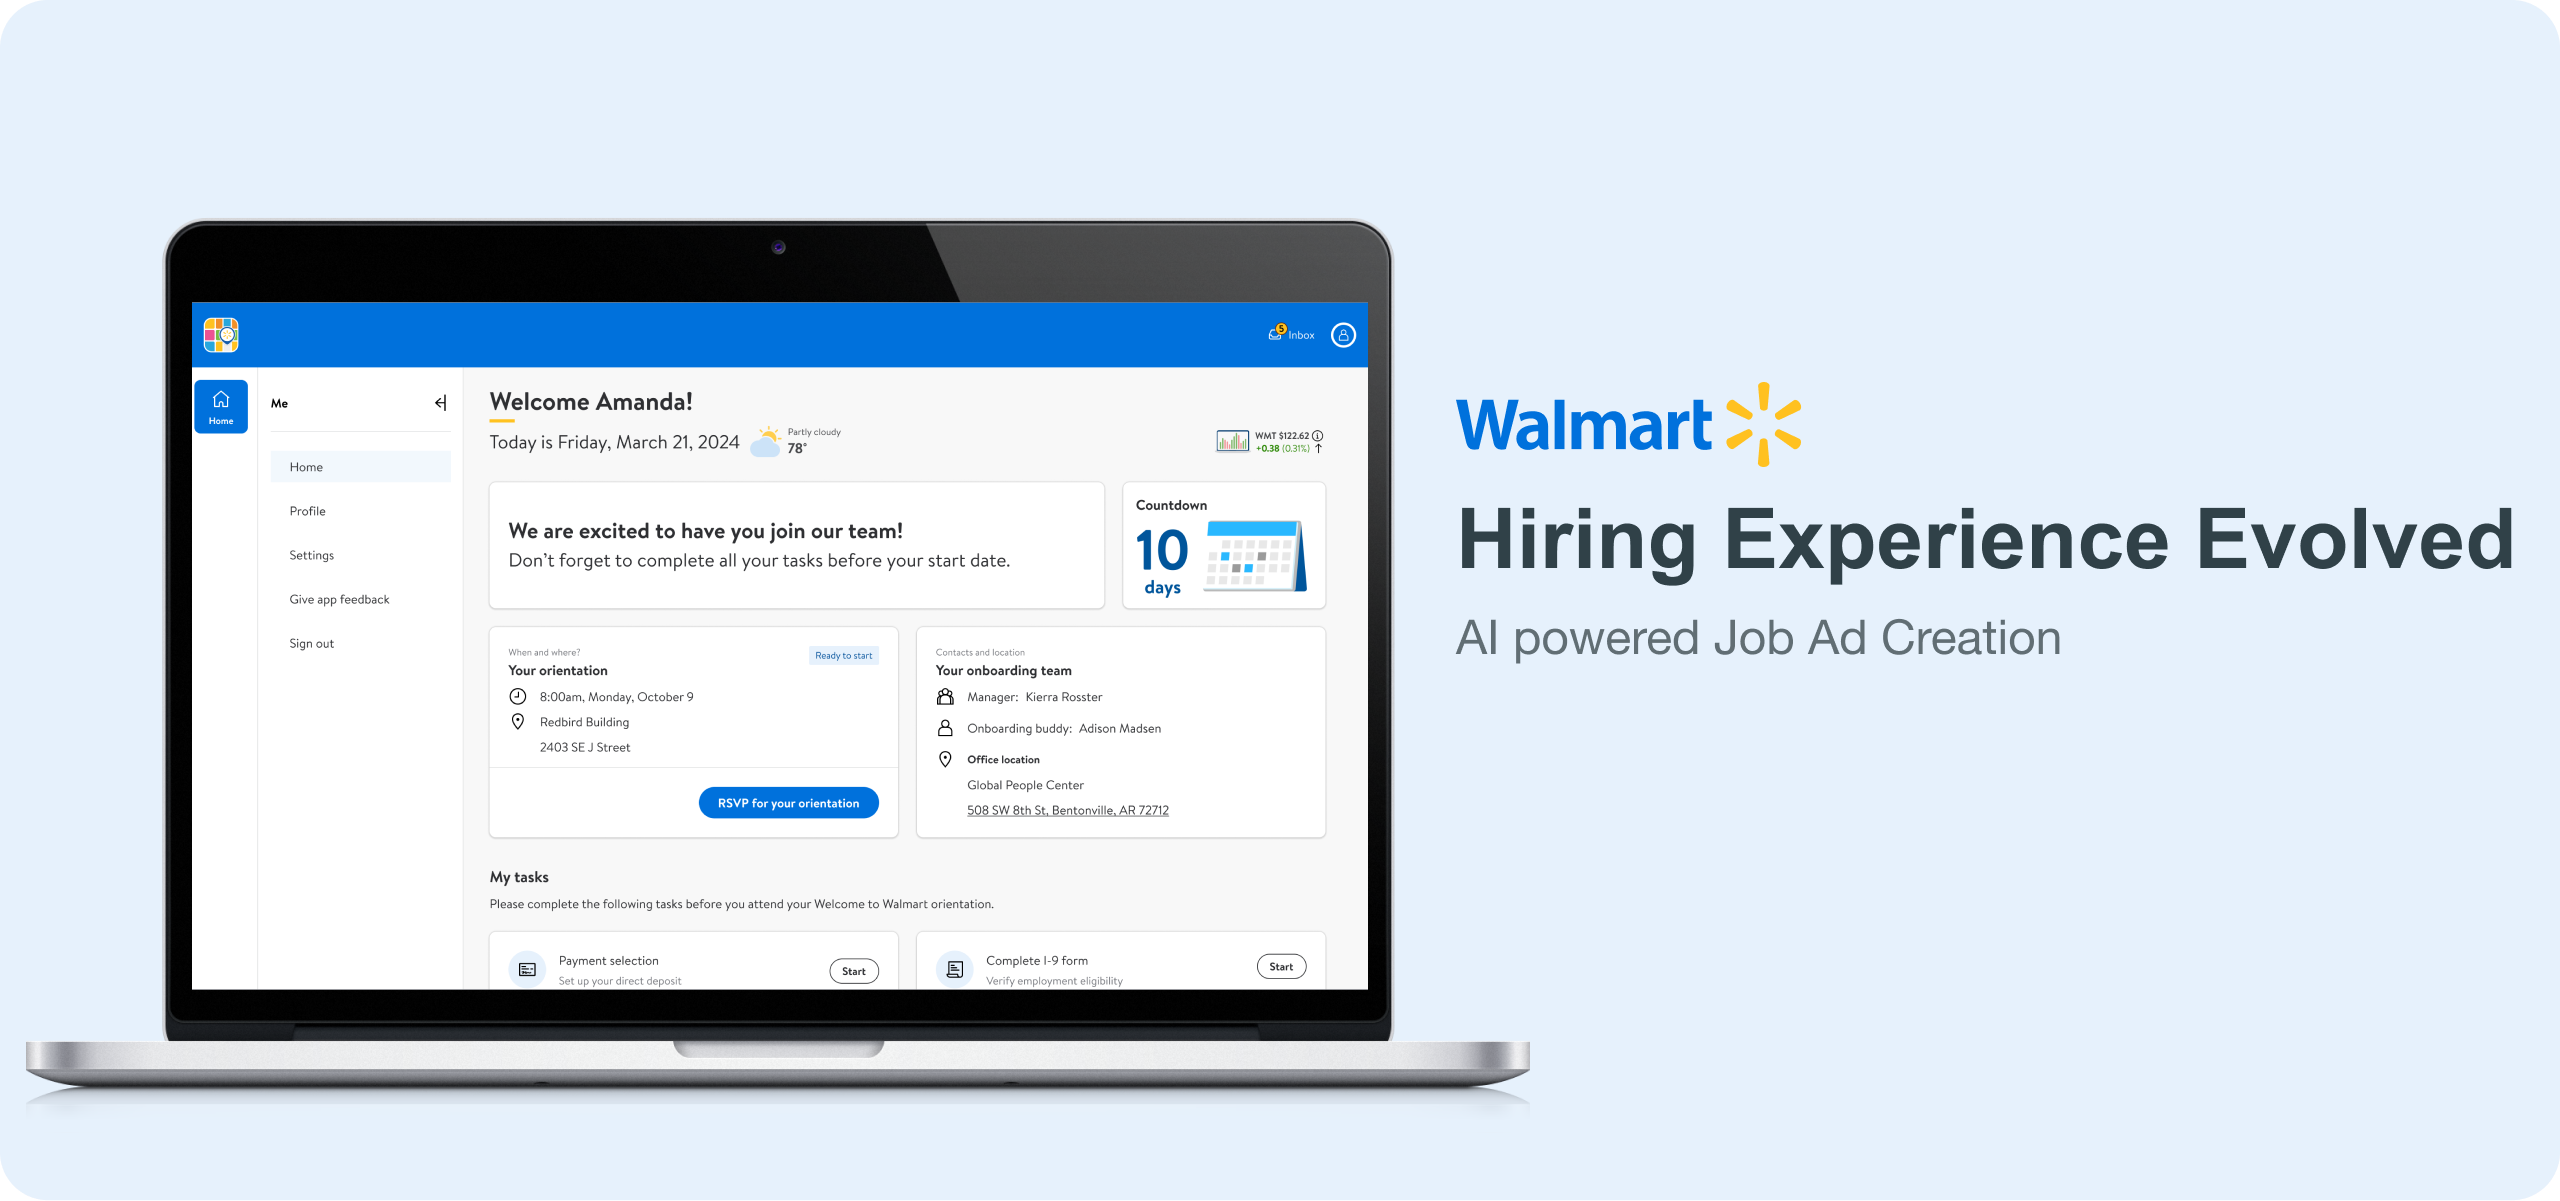 5
Inbox
Home
Me
Home
Profile
Settings
Give app feedback
Sign out
Welcome Amanda!
Today is Friday, March 21, 2024
Partly cloudy
78°
WMT $122.62
+0.38 (0.31%)
We are excited to have you join our team!
Don't forget to complete all your tasks before your start date.
Countdown
10
days
When and where?
Ready to start
Your orientation
8:00am, Monday, October 9
Redbird Building
2403 SE J Street
RSVP for your orientation
Contacts and location
Your onboarding team
Manager: Kierra Rosster
Onboarding buddy: Adison Madsen
Office location
Global People Center
508 SW 8th St, Bentonville, AR 72712
My tasks
Please complete the following tasks before you attend your Welcome to Walmart orientation.
Payment selection
Set up your direct deposit
Start
Complete I-9 form
Verify employment eligibility
Start
Walmart
Hiring Experience Evolved
AI powered Job Ad Creation